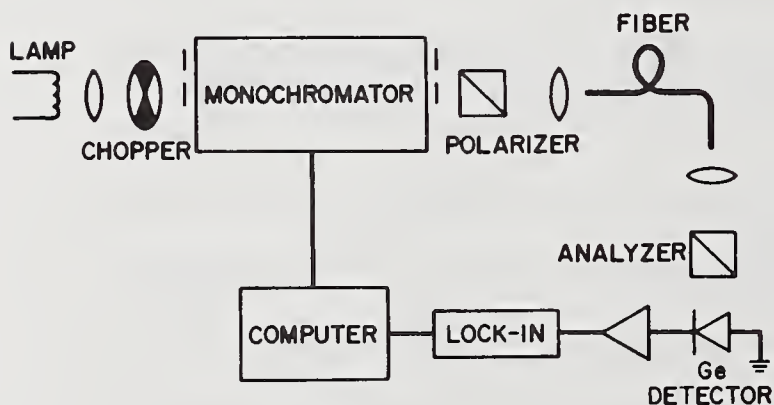 LAMP
CHOPPER
MONOCHROMATOR
POLARIZER
FIBER
ANALYZER
COMPUTER
LOCK-IN
Ge
DETECTOR